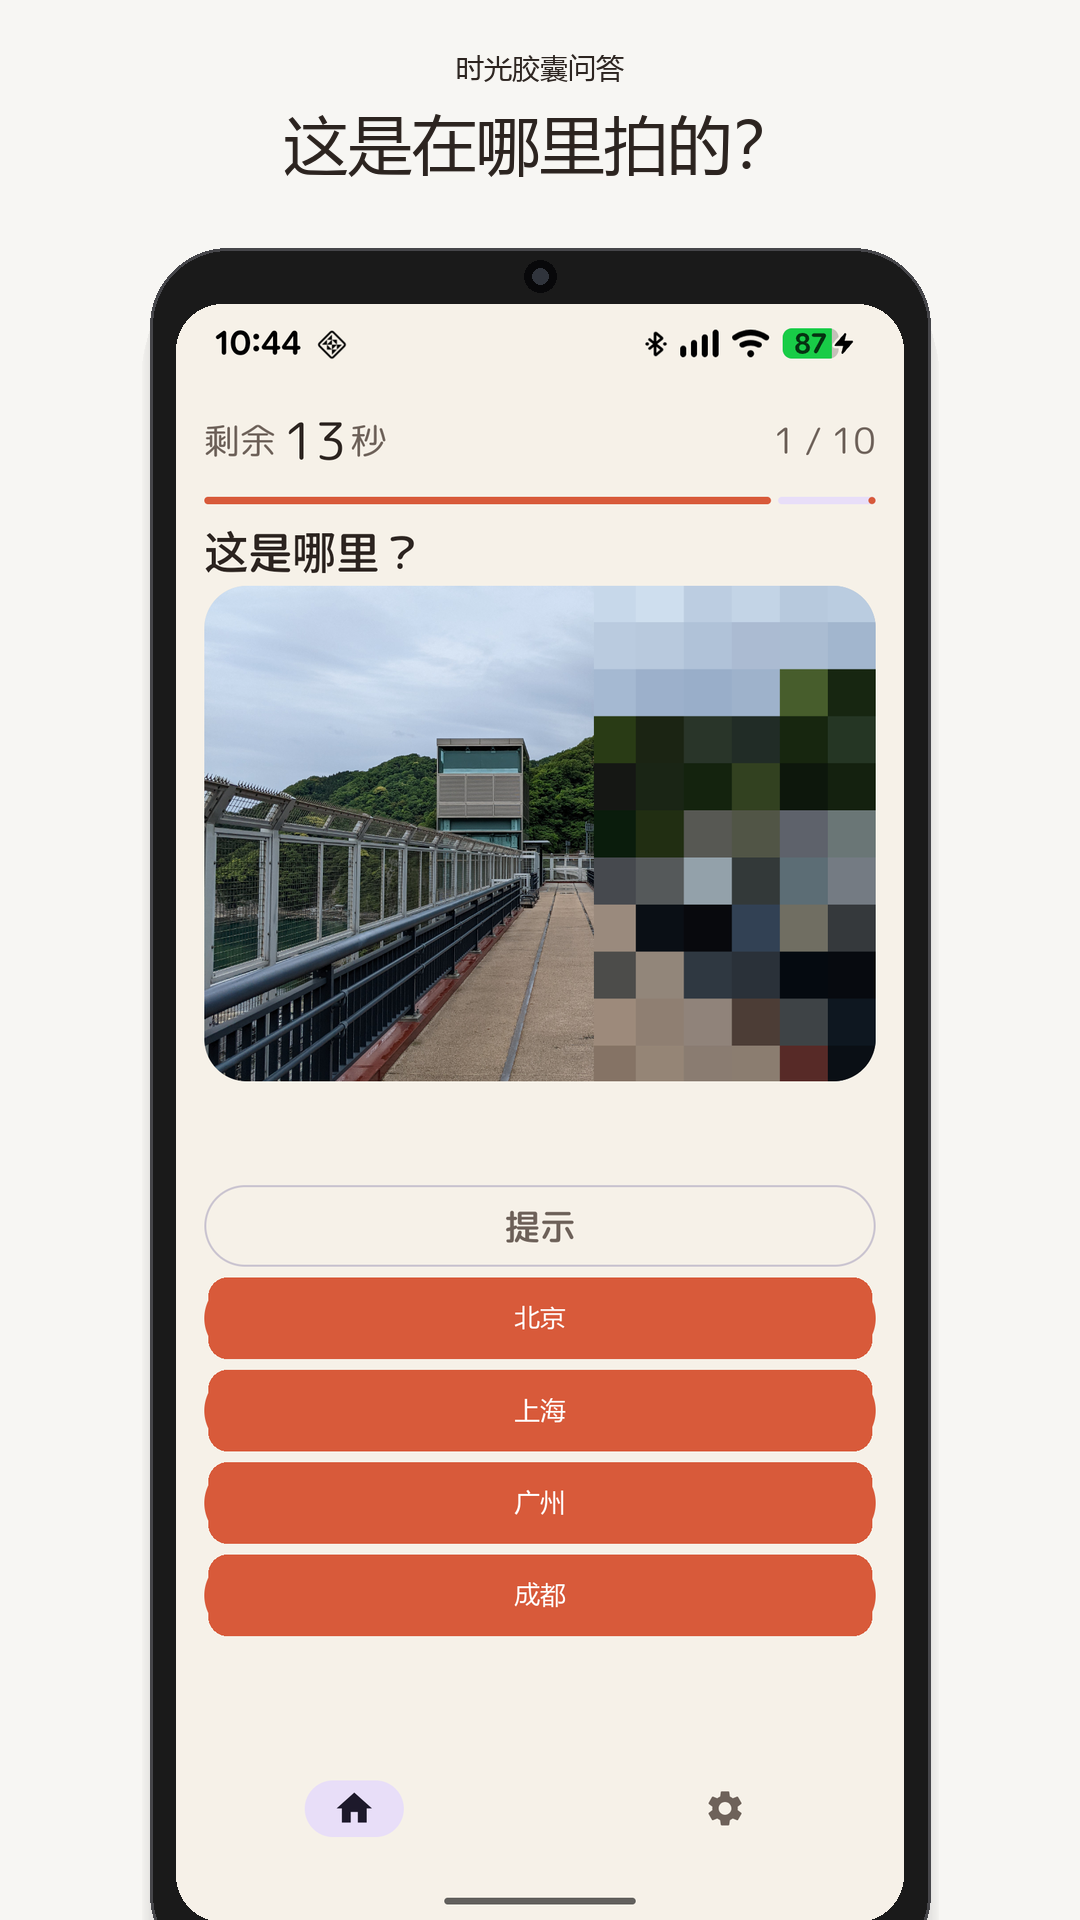 时光胶囊问答
这是在哪里拍的?
10:44
87
剩余 13 秒
1 / 10
这是哪里？
提示
北京
上海
广州
成都